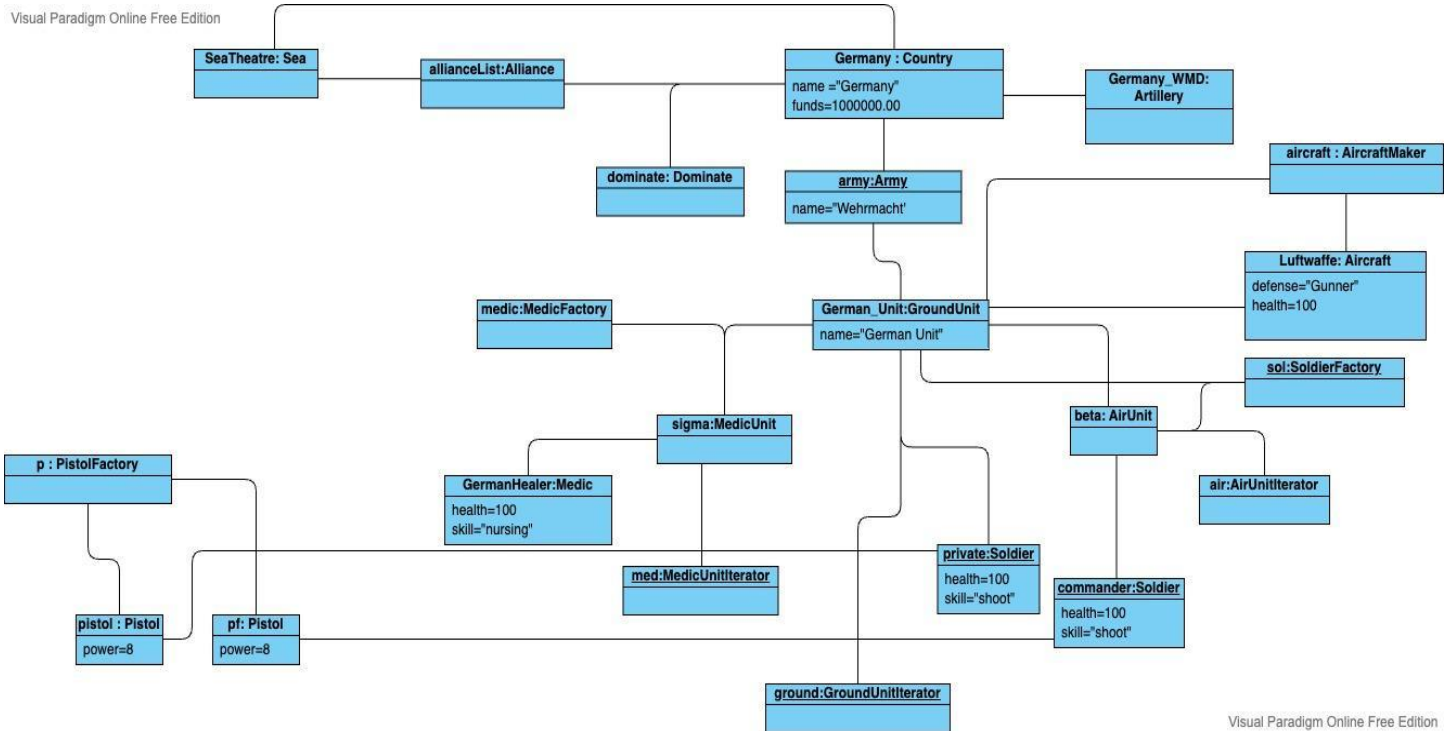 Visual Paradigm Online Free Edition
SeaTheatre: Sea
allianceList:Alliance
Germany : Country
name ="Germany"
funds=1000000.00
Germany_WMD:
Artillery
aircraft : AircraftMaker
dominate: Dominate
army:Army
name="Wehrmacht'
Luftwaffe: Aircraft
defense="Gunner"
health=100
medic:MedicFactory
German_Unit:GroundUnit
name="German Unit"
sol:SoldierFactory
sigma:MedicUnit
beta: AirUnit
p : PistolFactory
GermanHealer:Medic
health=100
skill="nursing"
air:AirUnitIterator
private:Soldier
health=100
skill="shoot"
med:MedicUnitIterator
commander:Soldier
health=100
skill="shoot"
pistol : Pistol
power=8
pf: Pistol
power=8
ground:GroundUnitIterator
Visual Paradigm Online Free Edition